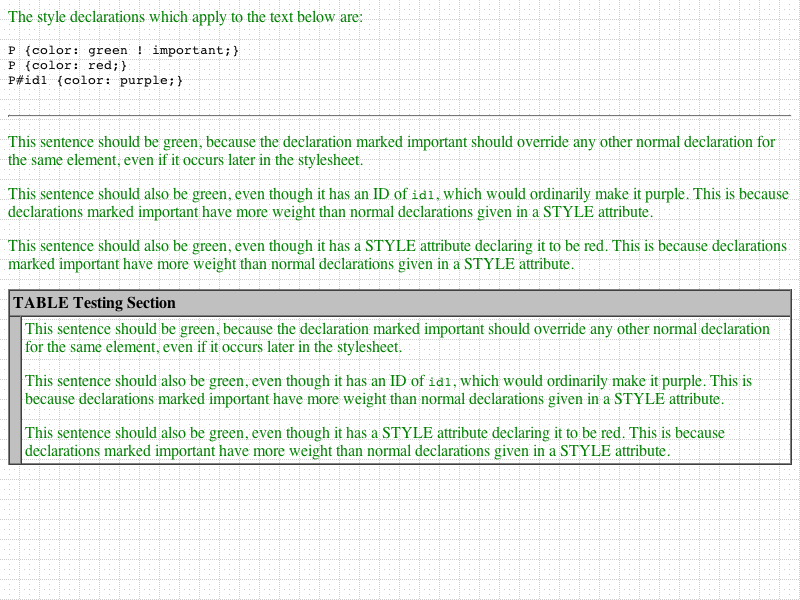 The style declarations which apply to the text below are:
P {color: green ! important;}
P {color: red;}
P#id1 {color: purple;}
This sentence should be green, because the declaration marked important should override any other normal declaration for
the same element, even if it occurs later in the stylesheet.
This sentence should also be green, even though it has an ID of id1, which would ordinarily make it purple. This is because
declarations marked important have more weight than normal declarations given in a STYLE attribute.
This sentence should also be green, even though it has a STYLE attribute declaring it to be red. This is because declarations
marked important have more weight than normal declarations given in a STYLE attribute.
TABLE Testing Section
This sentence should be green, because the declaration marked important should override any other normal declaration
for the same element, even if it occurs later in the stylesheet.
This sentence should also be green, even though it has an ID of id1, which would ordinarily make it purple. This is
because declarations marked important have more weight than normal declarations given in a STYLE attribute.
This sentence should also be green, even though it has a STYLE attribute declaring it to be red. This is because
declarations marked important have more weight than normal declarations given in a STYLE attribute.